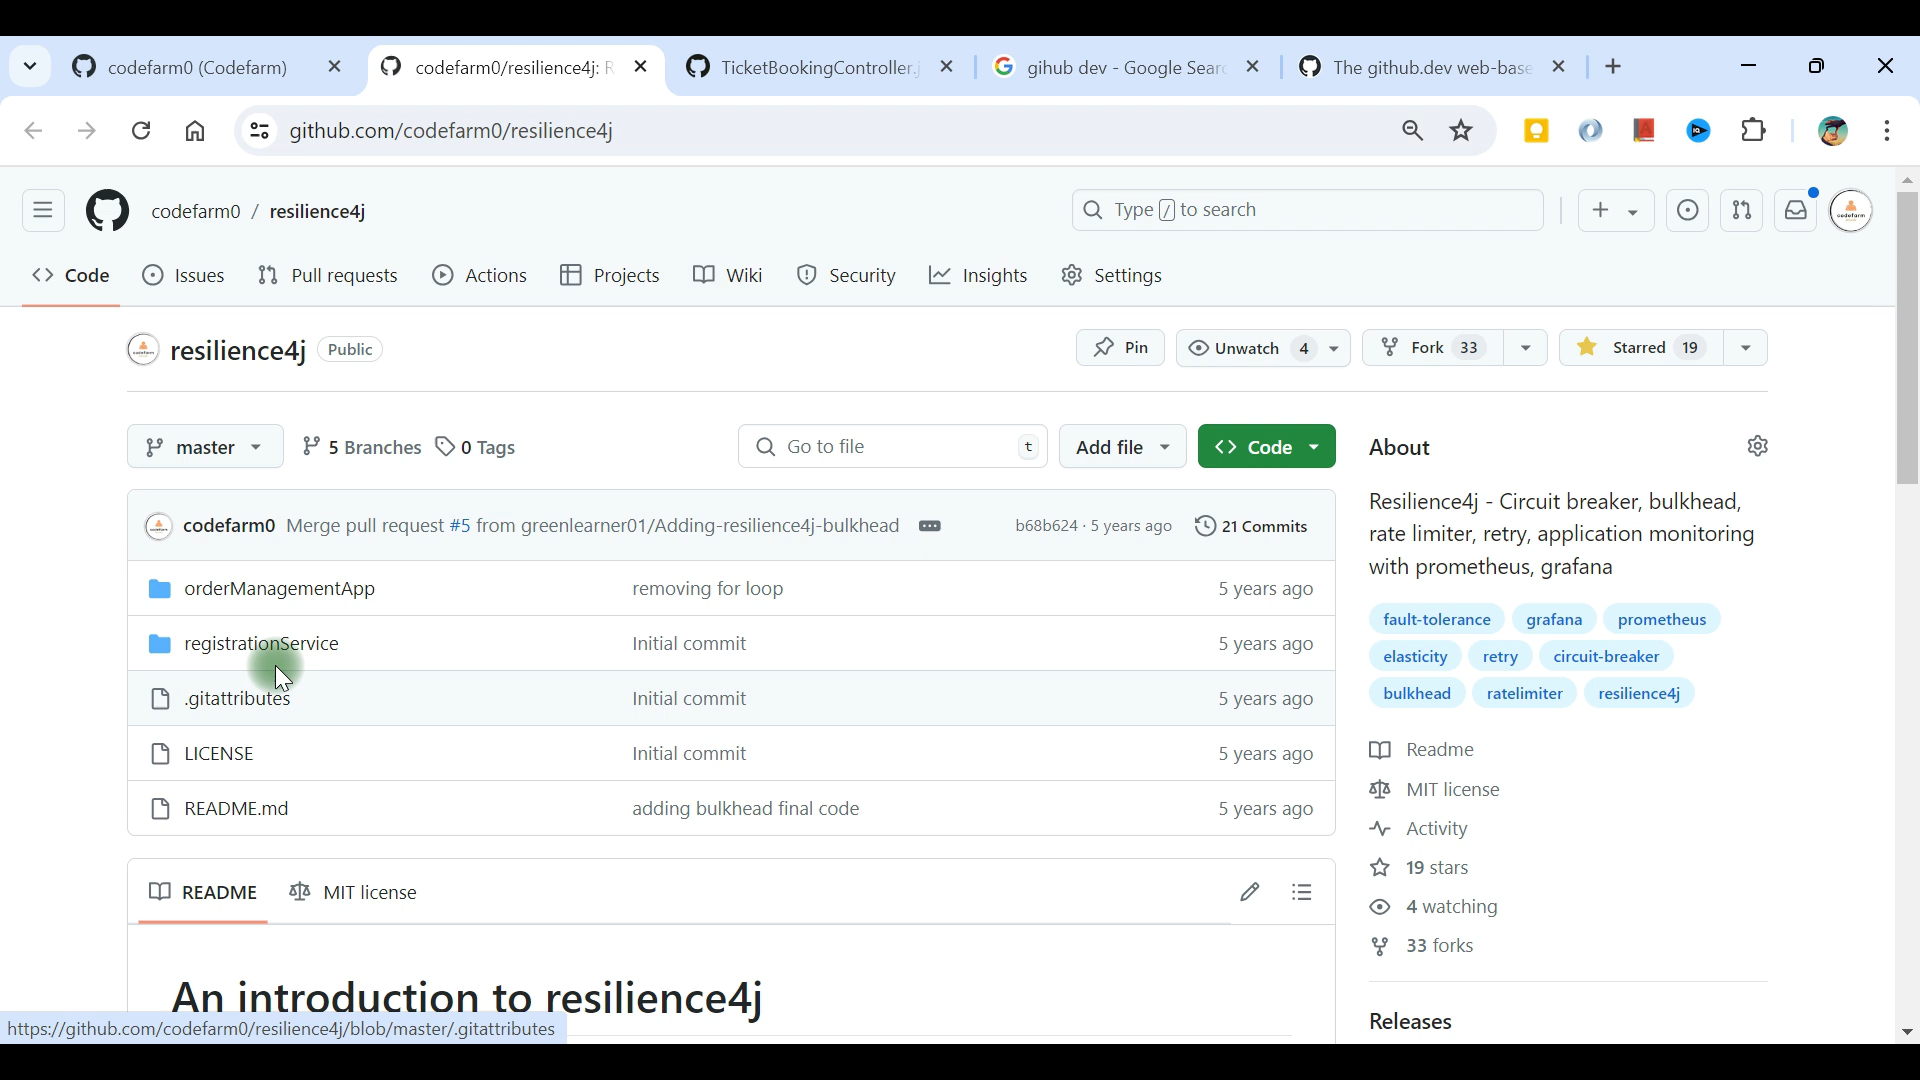 codefarm0 (Codefarm)
codefarm0/resilience4j: R
TicketBookingController.j
gihub dev - Google Searc
The github.dev web-base
github.com/codefarm0/resilience4j
codefarm0 / resilience4j
Type / to search
Code
Issues
Pull requests
Actions
Projects
Wiki
Security
Insights
Settings
resilience4j Public
Pin
Unwatch 4
Fork 33
Starred 19
master
5 Branches
0 Tags
Go to file t
Add file
Code
codefarm0 Merge pull request #5 from greenlearner01/Adding-resilience4j-bulkhead
b68b624 · 5 years ago
21 Commits
orderManagementApp removing for loop 5 years ago
registrationService Initial commit 5 years ago
.gitattributes Initial commit 5 years ago
LICENSE Initial commit 5 years ago
README.md adding bulkhead final code 5 years ago
README
MIT license
An introduction to resilience4j
https://github.com/codefarm0/resilience4j/blob/master/.gitattributes
About
Resilience4j - Circuit breaker, bulkhead,
rate limiter, retry, application monitoring
with prometheus, grafana
fault-tolerance grafana prometheus
elasticity retry circuit-breaker
bulkhead ratelimiter resilience4j
Readme
MIT license
Activity
19 stars
4 watching
33 forks
Releases